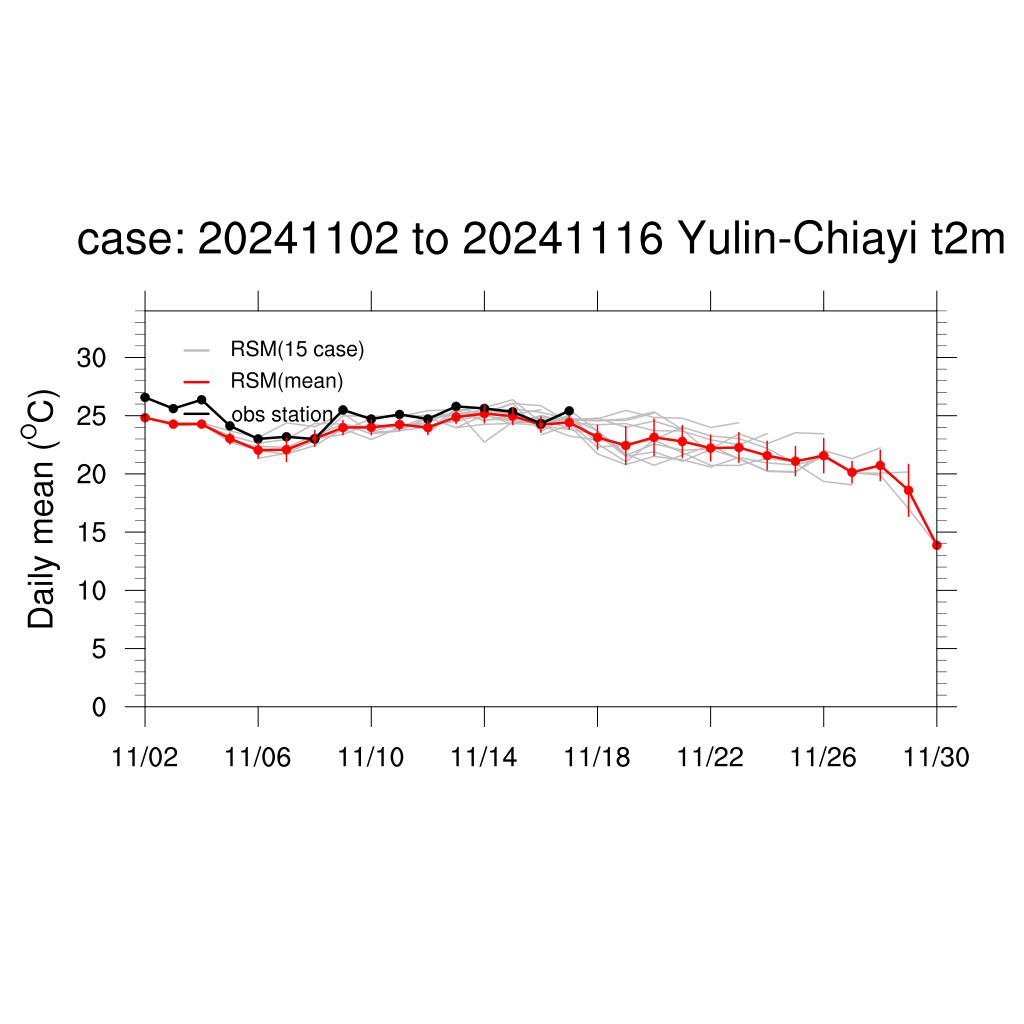 case: 20241102 to 20241116 Yulin-Chiayi t2m
RSM(15 case)
RSM(mean)
obs station
Daily mean (°C)
30
25
20
15
10
5
0
11/02 11/06 11/10 11/14 11/18 11/22 11/26 11/30